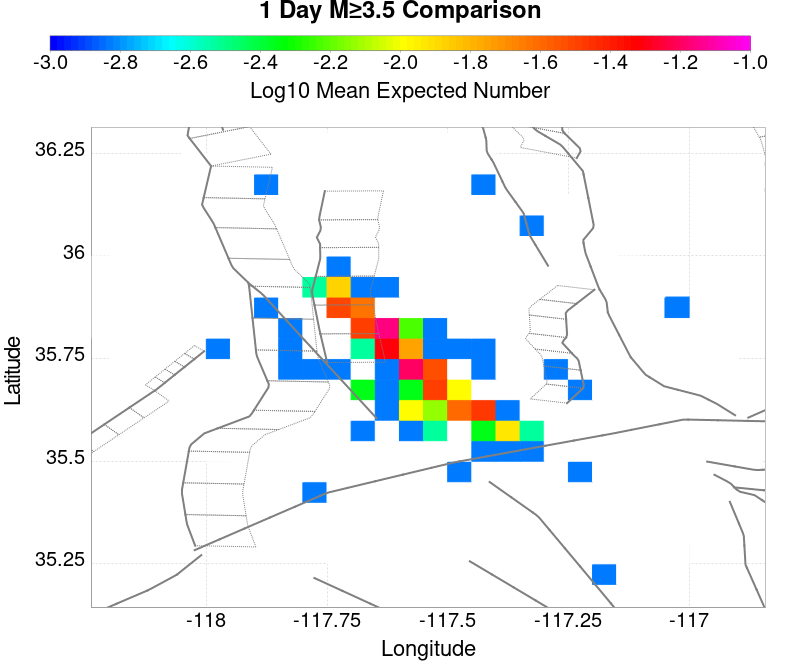 1 Day M≥3.5 Comparison
-3.0 -2.8 -2.6 -2.4 -2.2 -2.0 -1.8 -1.6 -1.4 -1.2 -1.0
Log10 Mean Expected Number
36.25
36
35.75
35.5
35.25
Latitude
-118 -117.75 -117.5 -117.25 -117
Longitude